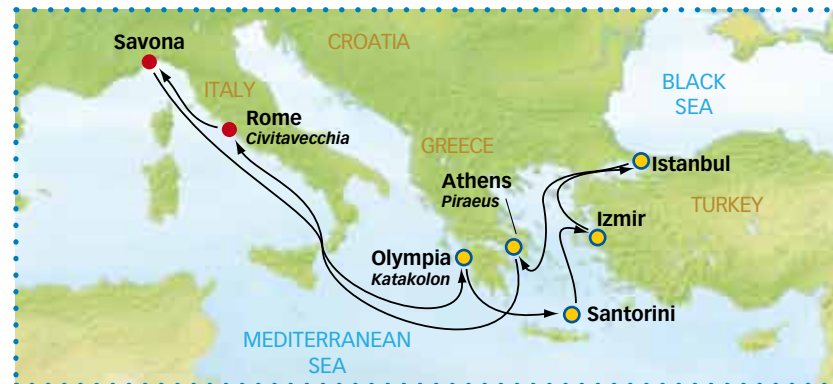 Savona
CROATIA
ITALY
BLACK
SEA
Rome
Civitavecchia
GREECE
Athens
Piraeus
Istanbul
Izmir
TURKEY
Olympia
Katakolon
Santorini
MEDITERRANEAN
SEA